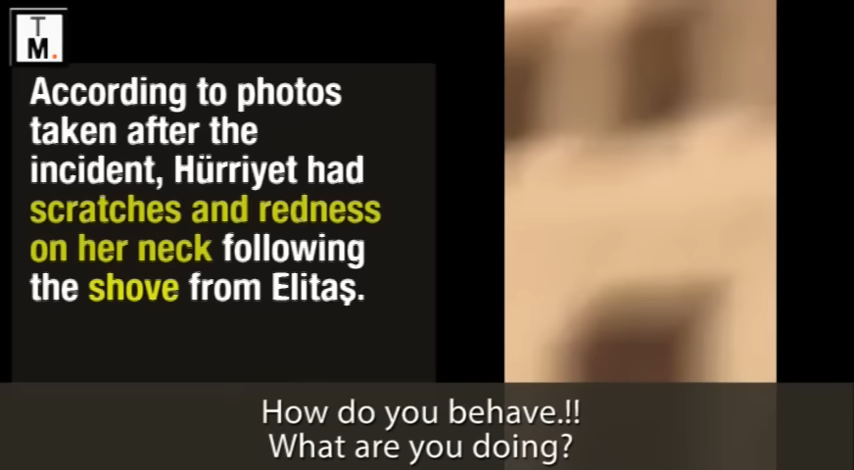 T
M.
According to photos
taken after the
incident, Hürriyet had
scratches and redness
on her neck following
the shove from Elitaş.
How do you behave.!!
What are you doing?